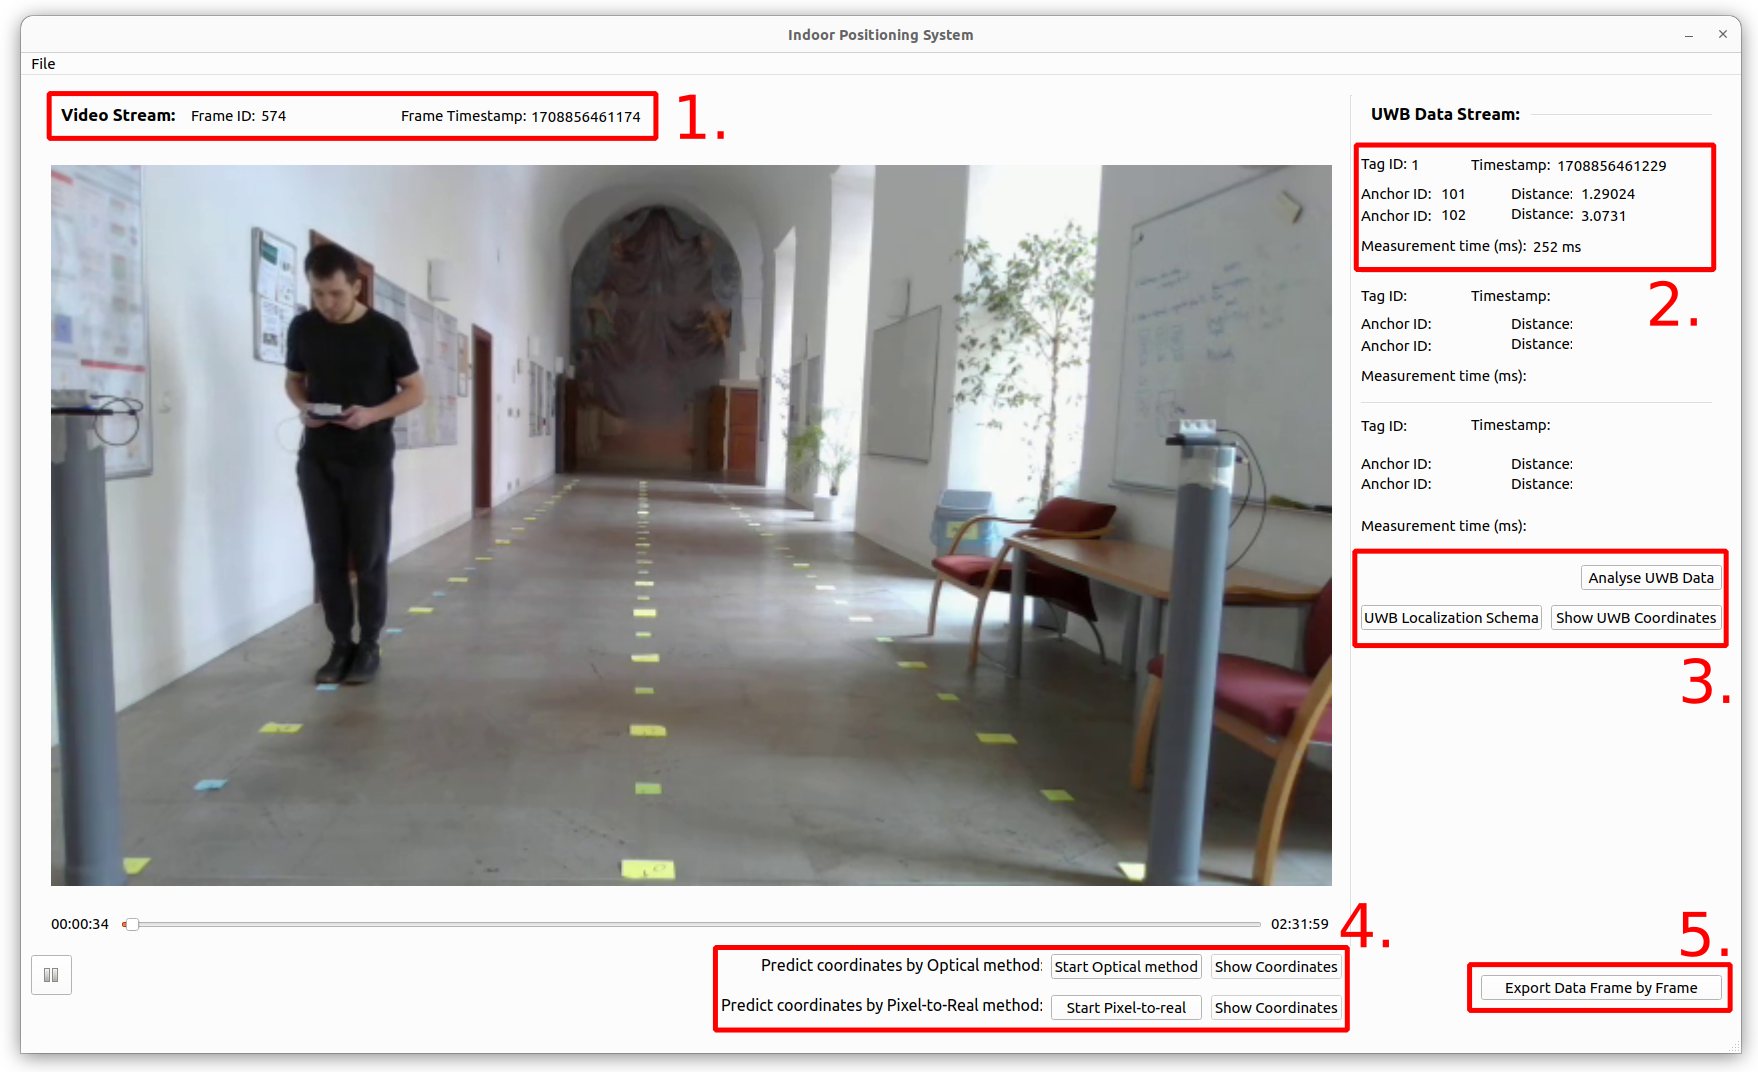 Indoor Positioning System
File
Video Stream: Frame ID: 574 Frame Timestamp: 1708856461174
1.
UWB Data Stream:
Tag ID: 1 Timestamp: 1708856461229
Anchor ID: 101 Distance: 1.29024
Anchor ID: 102 Distance: 3.0731
Measurement time (ms): 252 ms
2.
Tag ID: Timestamp:
Anchor ID: Distance:
Anchor ID: Distance:
Measurement time (ms):
Tag ID: Timestamp:
Anchor ID: Distance:
Anchor ID: Distance:
Measurement time (ms):
Analyse UWB Data
UWB Localization Schema Show UWB Coordinates
3.
00:00:34 02:31:59
4.
Predict coordinates by Optical method: Start Optical method Show Coordinates
Predict coordinates by Pixel-to-Real method: Start Pixel-to-real Show Coordinates
5.
Export Data Frame by Frame